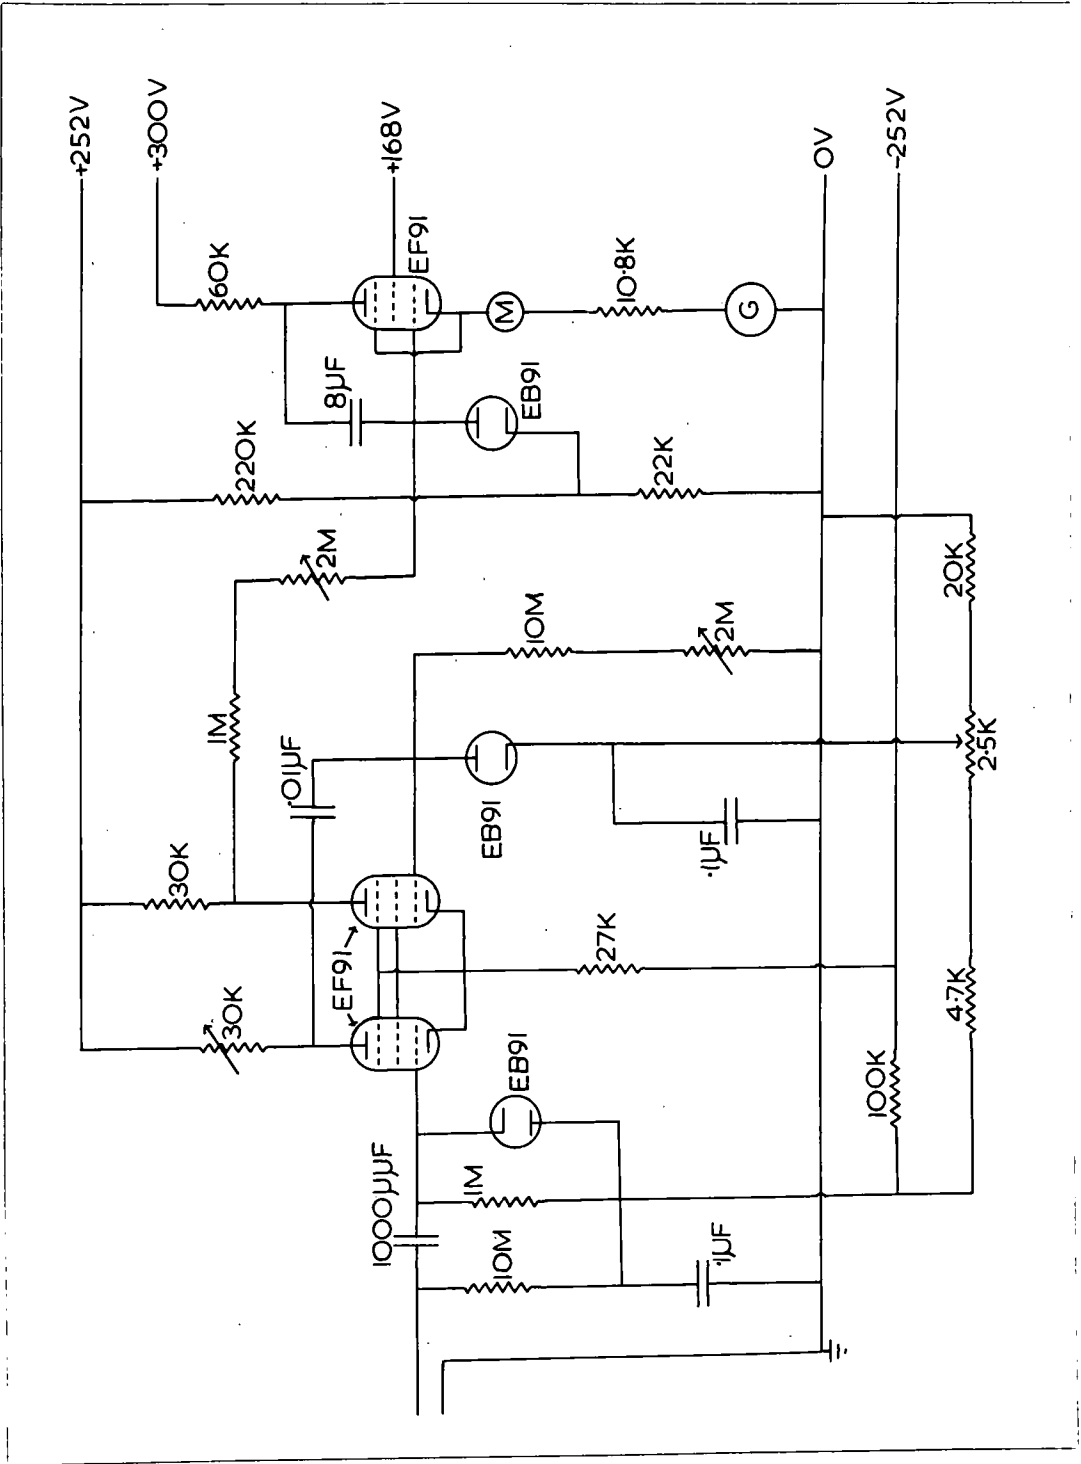 +252V
+300V
+168V
0V
-252V
60K
EF91
M
10·8K
G
8µF
EB91
220K
22K
2M
1M
10M
2M
20K
·01µF
EB91
·1µF
2·5K
30K
EF91
30K
27K
4·7K
100K
EB91
1000µµF
1M
10M
·1µF